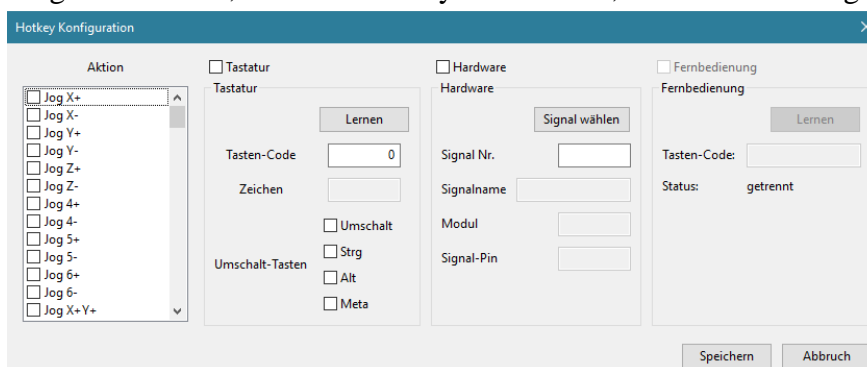 Hotkey Konfiguration
Aktion
Jog X+
Jog X-
Jog Y+
Jog Y-
Jog Z+
Jog Z-
Jog 4+
Jog 4-
Jog 5+
Jog 5-
Jog 6+
Jog 6-
Jog X+Y+
Tastatur
Tastatur
Lernen
Tasten-Code 0
Zeichen
Umschalt-Tasten
Umschalt
Strg
Alt
Meta
Hardware
Hardware
Signal wählen
Signal Nr.
Signalname
Modul
Signal-Pin
Fernbedienung
Fernbedienung
Lernen
Tasten-Code:
Status: getrennt
Speichern Abbruch